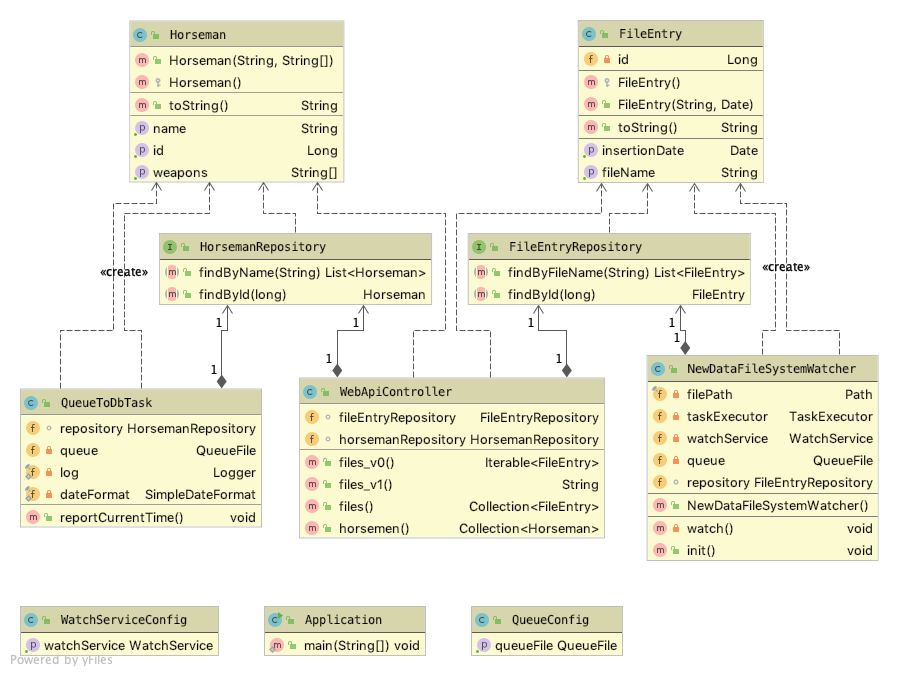 Horseman
Horseman(String, String[])
Horseman()
toString() String
name String
id Long
weapons String[]
FileEntry
id Long
FileEntry()
FileEntry(String, Date)
toString() String
insertionDate Date
fileName String
HorsemanRepository
findByName(String) List<Horseman>
findById(long) Horseman
FileEntryRepository
findByFileName(String) List<FileEntry>
findById(long) FileEntry
«create»
«create»
1
1
1
1
1
1
1
1
1
1
QueueToDbTask
repository HorsemanRepository
queue QueueFile
log Logger
dateFormat SimpleDateFormat
reportCurrentTime() void
WebApiController
fileEntryRepository FileEntryRepository
horsemanRepository HorsemanRepository
files_v0() Iterable<FileEntry>
files_v1() String
files() Collection<FileEntry>
horsemen() Collection<Horseman>
NewDataFileSystemWatcher
filePath Path
taskExecutor TaskExecutor
watchService WatchService
queue QueueFile
repository FileEntryRepository
NewDataFileSystemWatcher()
watch() void
init() void
WatchServiceConfig
watchService WatchService
Application
main(String[]) void
QueueConfig
queueFile QueueFile
Powered by yFiles